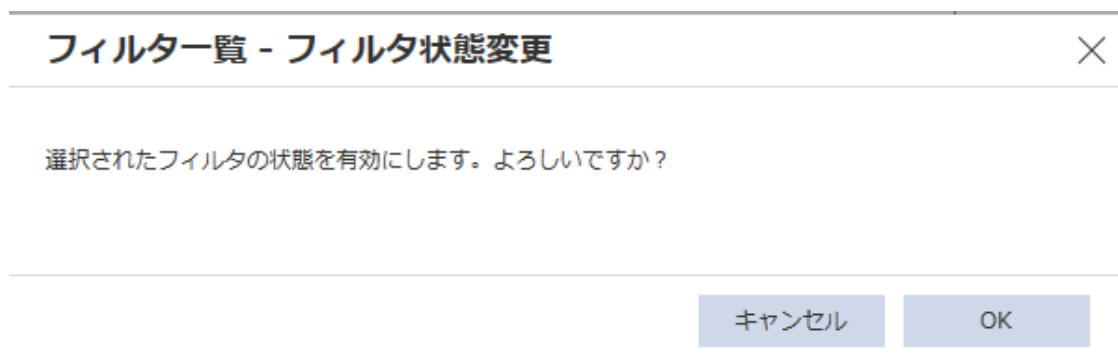 フィルタ一覧 - フィルタ状態変更
選択されたフィルタの状態を有効にします。よろしいですか？
キャンセル
OK